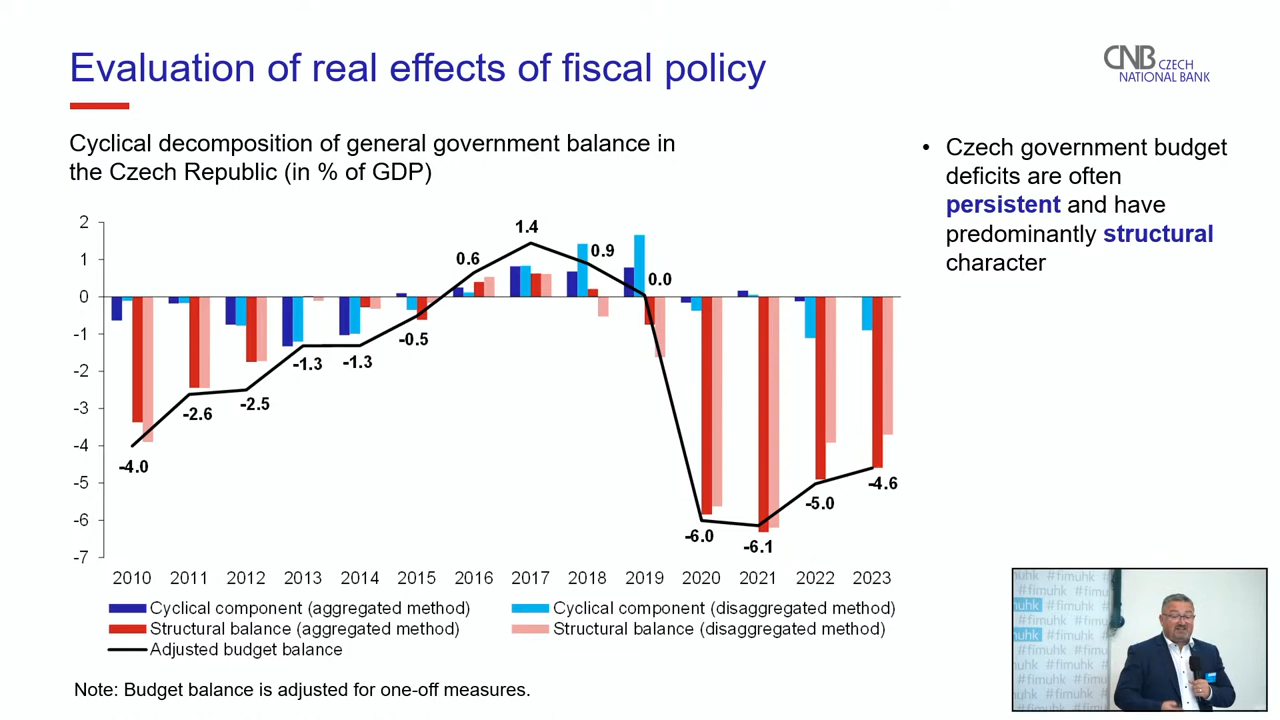 Evaluation of real effects of fiscal policy
CNB CZECH
NATIONAL BANK
Cyclical decomposition of general government balance in
the Czech Republic (in % of GDP)
• Czech government budget
deficits are often
persistent and have
predominantly structural
character
2
1
0
-1
-2
-3
-4
-5
-6
-7
-4.0
-2.6
-2.5
-1.3
-1.3
-0.5
0.6
1.4
0.9
0.0
-6.0
-6.1
-5.0
-4.6
2010 2011 2012 2013 2014 2015 2016 2017 2018 2019 2020 2021 2022 2023
Cyclical component (aggregated method)
Cyclical component (disaggregated method)
Structural balance (aggregated method)
Structural balance (disaggregated method)
Adjusted budget balance
Note: Budget balance is adjusted for one-off measures.
#fimuhk